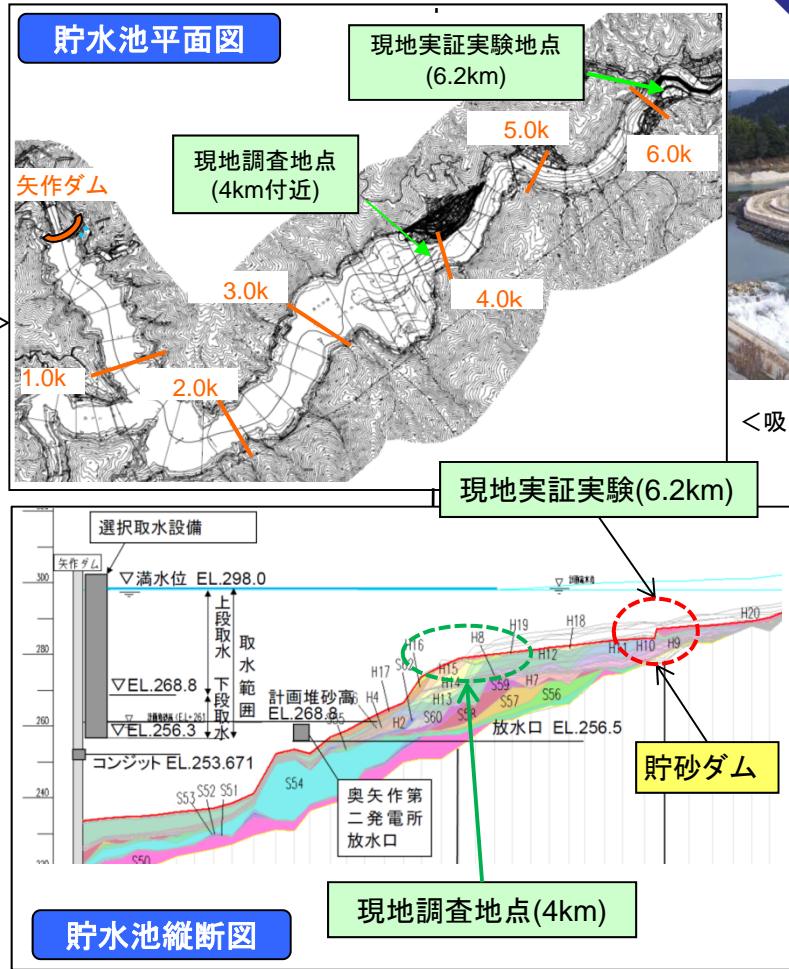 貯水池平面図
現地実証実験地点
(6.2km)
5.0k
6.0k
現地調査地点
(4km付近)
矢作ダム
3.0k
4.0k
1.0k
2.0k
＜吸
現地実証実験(6.2km)
選択取水設備
矢作ダム
300
▽満水位 EL.298.0
上段取水
取水範囲
下段取水
280
H16
H8
H19
H18
H20
H15
H14
H12
H11
H10
H9
H17
S62
H13
S59
H7
▽EL.268.8
計画堆砂高
EL.268.8
H4
H2
S60
S58
S57
S56
260
▽EL.256.3
放水口 EL.256.5
コンジット EL.253.671
貯砂ダム
S54
奥矢作第
二発電所
放水口
240
S53
S52
S51
S50
現地調査地点(4km)
貯水池縦断図